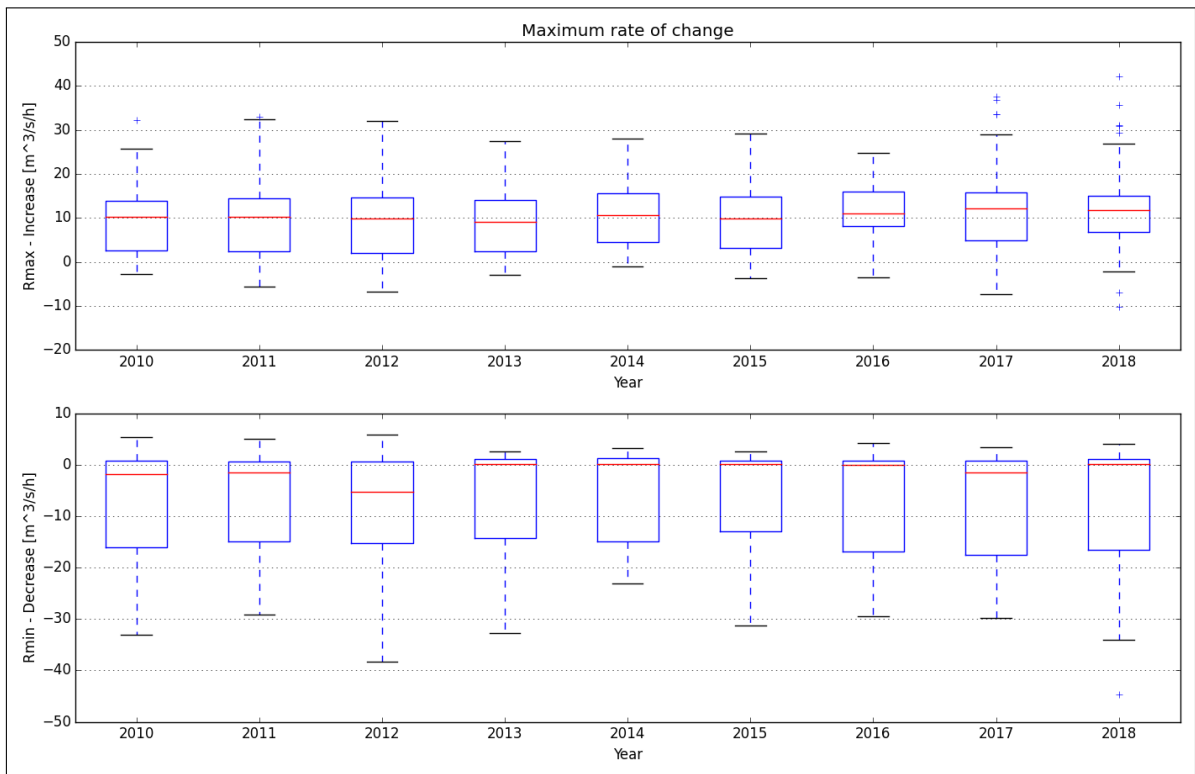 Maximum rate of change
50
40
30
20
10
0
−10
−20
Rmax - Increase [m^3/s/h]
2010 2011 2012 2013 2014 2015 2016 2017 2018
Year
10
0
−10
−20
−30
−40
−50
Rmin - Decrease [m^3/s/h]
2010 2011 2012 2013 2014 2015 2016 2017 2018
Year